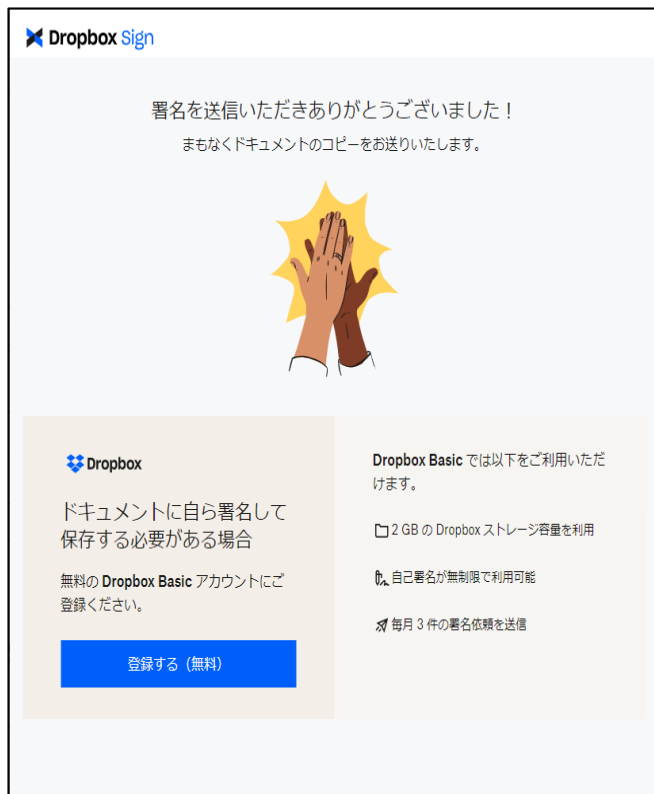 Dropbox Sign
署名を送信いただきありがとうございました！
まもなくドキュメントのコピーをお送りいたします。
Dropbox
ドキュメントに自ら署名して
保存する必要がある場合
無料の Dropbox Basic アカウントにご
登録ください。
登録する（無料）
Dropbox Basic では以下をご利用いただ
けます。
2 GB の Dropbox ストレージ容量を利用
自己署名が無制限で利用可能
毎月 3 件の署名依頼を送信